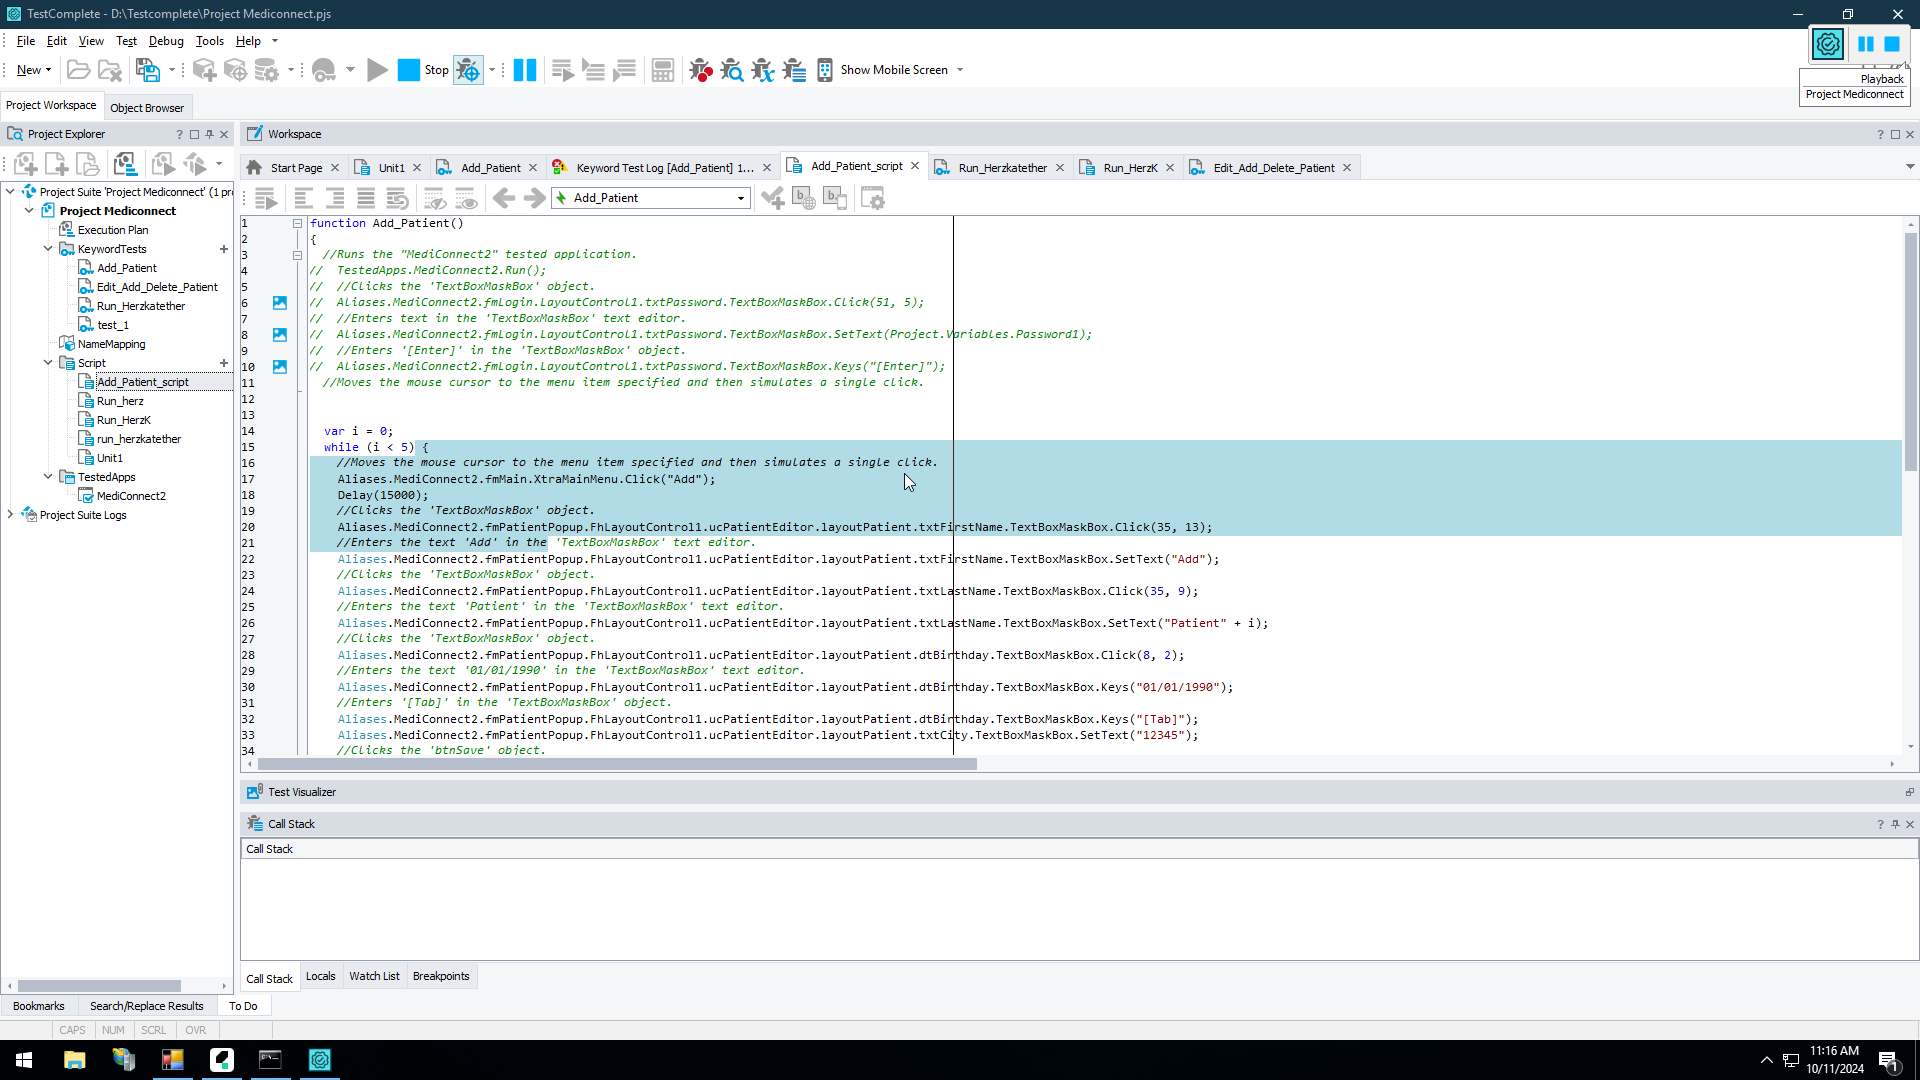 TestComplete - D:\Testcomplete\Project Mediconnect.pjs
File Edit View Test Debug Tools Help
New Stop Show Mobile Screen
Playback
Project Mediconnect
Project Workspace Object Browser
Project Explorer ?
Workspace ?
Start Page Unit1 Add_Patient Keyword Test Log [Add_Patient] 1... Add_Patient_script Run_Herzkatether Run_HerzK Edit_Add_Delete_Patient
Add_Patient
Project Suite 'Project Mediconnect' (1 pr
Project Mediconnect
Execution Plan
KeywordTests +
Add_Patient
Edit_Add_Delete_Patient
Run_Herzkatether
test_1
NameMapping
Script +
Add_Patient_script
Run_herz
Run_HerzK
run_herzkatether
Unit1
TestedApps
MediConnect2
Project Suite Logs
1 function Add_Patient()
2 {
3 //Runs the "MediConnect2" tested application.
4 // TestedApps.MediConnect2.Run();
5 // //Clicks the 'TextBoxMaskBox' object.
6 // Aliases.MediConnect2.fmLogin.LayoutControl1.txtPassword.TextBoxMaskBox.Click(51, 5);
7 // //Enters text in the 'TextBoxMaskBox' text editor.
8 // Aliases.MediConnect2.fmLogin.LayoutControl1.txtPassword.TextBoxMaskBox.SetText(Project.Variables.Password1);
9 // //Enters '[Enter]' in the 'TextBoxMaskBox' object.
10 // Aliases.MediConnect2.fmLogin.LayoutControl1.txtPassword.TextBoxMaskBox.Keys("[Enter]");
11 //Moves the mouse cursor to the menu item specified and then simulates a single click.
12
13
14 var i = 0;
15 while (i < 5) {
16 //Moves the mouse cursor to the menu item specified and then simulates a single click.
17 Aliases.MediConnect2.fmMain.XtraMainMenu.Click("Add");
18 Delay(15000);
19 //Clicks the 'TextBoxMaskBox' object.
20 Aliases.MediConnect2.fmPatientPopup.FhLayoutControl1.ucPatientEditor.layoutPatient.txtFirstName.TextBoxMaskBox.Click(35, 13);
21 //Enters the text 'Add' in the 'TextBoxMaskBox' text editor.
22 Aliases.MediConnect2.fmPatientPopup.FhLayoutControl1.ucPatientEditor.layoutPatient.txtFirstName.TextBoxMaskBox.SetText("Add");
23 //Clicks the 'TextBoxMaskBox' object.
24 Aliases.MediConnect2.fmPatientPopup.FhLayoutControl1.ucPatientEditor.layoutPatient.txtLastName.TextBoxMaskBox.Click(35, 9);
25 //Enters the text 'Patient' in the 'TextBoxMaskBox' text editor.
26 Aliases.MediConnect2.fmPatientPopup.FhLayoutControl1.ucPatientEditor.layoutPatient.txtLastName.TextBoxMaskBox.SetText("Patient" + i);
27 //Clicks the 'TextBoxMaskBox' object.
28 Aliases.MediConnect2.fmPatientPopup.FhLayoutControl1.ucPatientEditor.layoutPatient.dtBirthday.TextBoxMaskBox.Click(8, 2);
29 //Enters the text '01/01/1990' in the 'TextBoxMaskBox' text editor.
30 Aliases.MediConnect2.fmPatientPopup.FhLayoutControl1.ucPatientEditor.layoutPatient.dtBirthday.TextBoxMaskBox.Keys("01/01/1990");
31 //Enters '[Tab]' in the 'TextBoxMaskBox' object.
32 Aliases.MediConnect2.fmPatientPopup.FhLayoutControl1.ucPatientEditor.layoutPatient.dtBirthday.TextBoxMaskBox.Keys("[Tab]");
33 Aliases.MediConnect2.fmPatientPopup.FhLayoutControl1.ucPatientEditor.layoutPatient.txtCity.TextBoxMaskBox.SetText("12345");
34 //Clicks the 'btnSave' object.
Test Visualizer
Call Stack ?
Call Stack
Call Stack Locals Watch List Breakpoints
Bookmarks Search/Replace Results To Do
CAPS NUM SCRL OVR
11:16 AM
10/11/2024
1